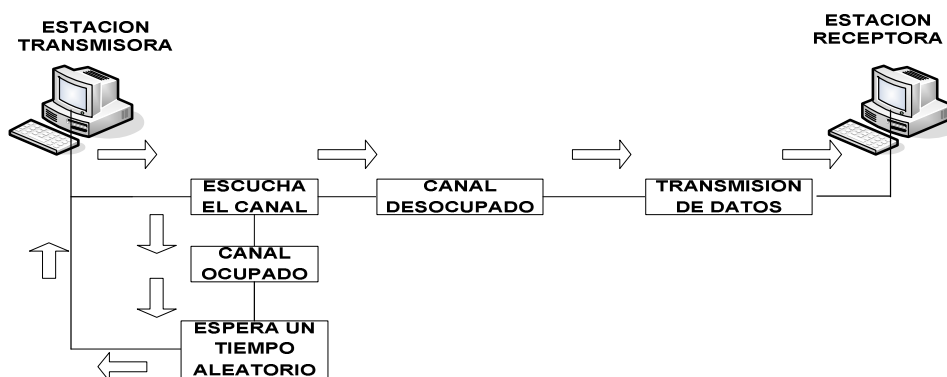 ESTACION
TRANSMISORA
ESTACION
RECEPTORA
ESCUCHA
EL CANAL
CANAL
DESOCUPADO
TRANSMISION
DE DATOS
CANAL
OCUPADO
ESPERA UN
TIEMPO
ALEATORIO